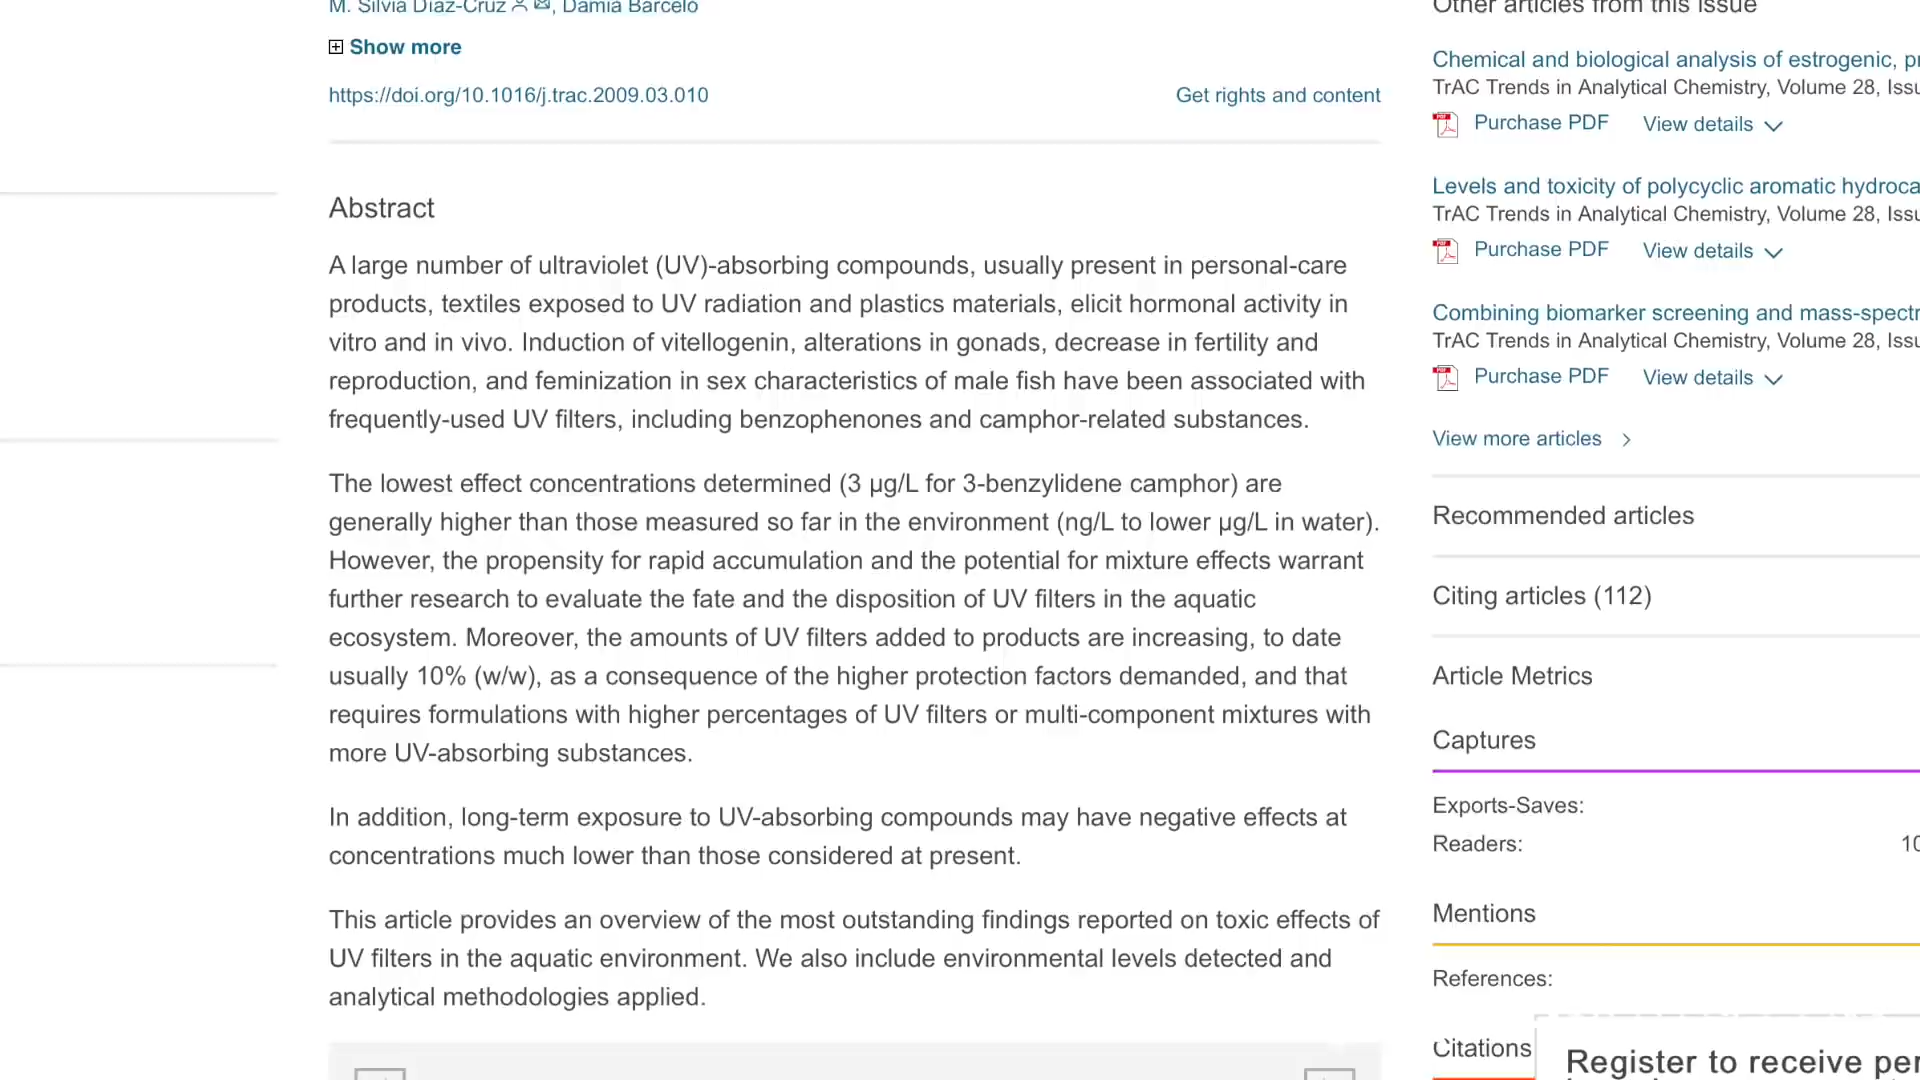 M. Silvia Díaz-Cruz, Damià Barceló
Show more
https://doi.org/10.1016/j.trac.2009.03.010
Get rights and content
Abstract
A large number of ultraviolet (UV)-absorbing compounds, usually present in personal-care
products, textiles exposed to UV radiation and plastics materials, elicit hormonal activity in
vitro and in vivo. Induction of vitellogenin, alterations in gonads, decrease in fertility and
reproduction, and feminization in sex characteristics of male fish have been associated with
frequently-used UV filters, including benzophenones and camphor-related substances.
The lowest effect concentrations determined (3 μg/L for 3-benzylidene camphor) are
generally higher than those measured so far in the environment (ng/L to lower μg/L in water).
However, the propensity for rapid accumulation and the potential for mixture effects warrant
further research to evaluate the fate and the disposition of UV filters in the aquatic
ecosystem. Moreover, the amounts of UV filters added to products are increasing, to date
usually 10% (w/w), as a consequence of the higher protection factors demanded, and that
requires formulations with higher percentages of UV filters or multi-component mixtures with
more UV-absorbing substances.
In addition, long-term exposure to UV-absorbing compounds may have negative effects at
concentrations much lower than those considered at present.
This article provides an overview of the most outstanding findings reported on toxic effects of
UV filters in the aquatic environment. We also include environmental levels detected and
analytical methodologies applied.
Other articles from this issue
Chemical and biological analysis of estrogenic, pr
TrAC Trends in Analytical Chemistry, Volume 28, Issu
Purchase PDF View details
Levels and toxicity of polycyclic aromatic hydroca
TrAC Trends in Analytical Chemistry, Volume 28, Issu
Purchase PDF View details
Combining biomarker screening and mass-spectr
TrAC Trends in Analytical Chemistry, Volume 28, Issu
Purchase PDF View details
View more articles
Recommended articles
Citing articles (112)
Article Metrics
Captures
Exports-Saves:
Readers: 10
Mentions
References:
Citations
Register to receive per